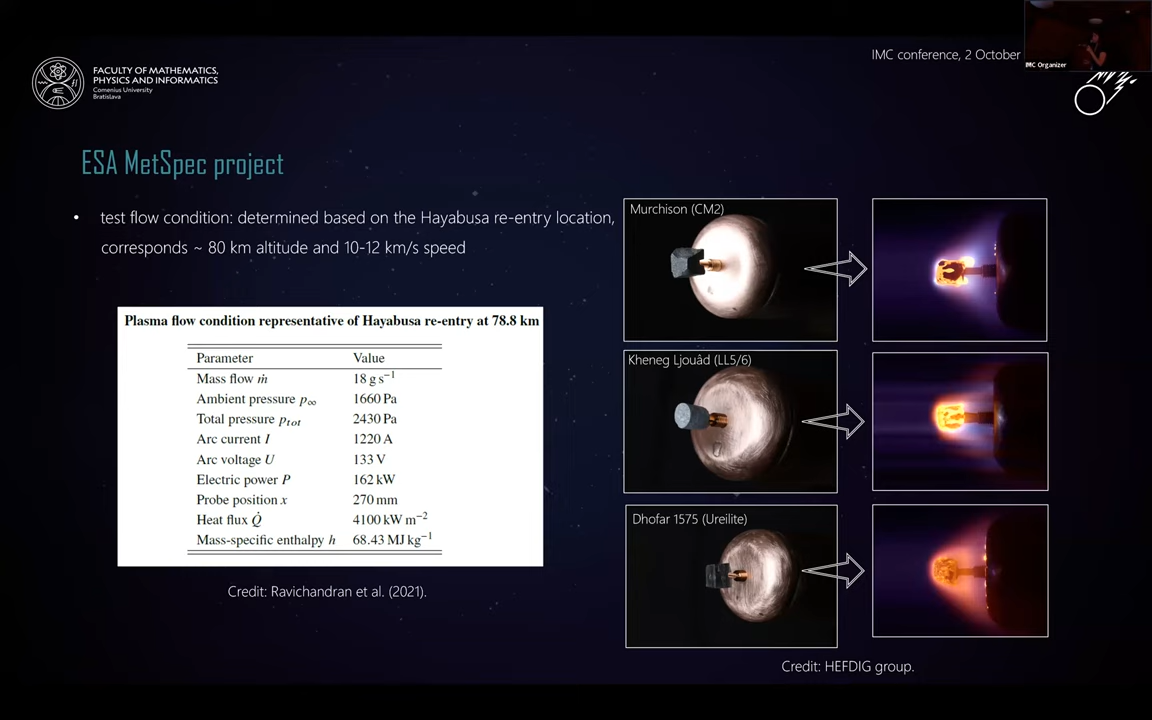 IMC conference, 2 October
IMC Organizer
FACULTY OF MATHEMATICS,
PHYSICS AND INFORMATICS
Comenius University
Bratislava
ESA MetSpec project
• test flow condition: determined based on the Hayabusa re-entry location,
corresponds ~ 80 km altitude and 10-12 km/s speed
Plasma flow condition representative of Hayabusa re-entry at 78.8 km
Parameter Value
Mass flow ṁ 18 g s⁻¹
Ambient pressure p∞ 1660 Pa
Total pressure pₜₒₜ 2430 Pa
Arc current I 1220 A
Arc voltage U 133 V
Electric power P 162 kW
Probe position x 270 mm
Heat flux Q̇ 4100 kW m⁻²
Mass-specific enthalpy h 68.43 MJ kg⁻¹
Credit: Ravichandran et al. (2021).
Murchison (CM2)
Kheneg Ljouâd (LL5/6)
Dhofar 1575 (Ureilite)
Credit: HEFDIG group.